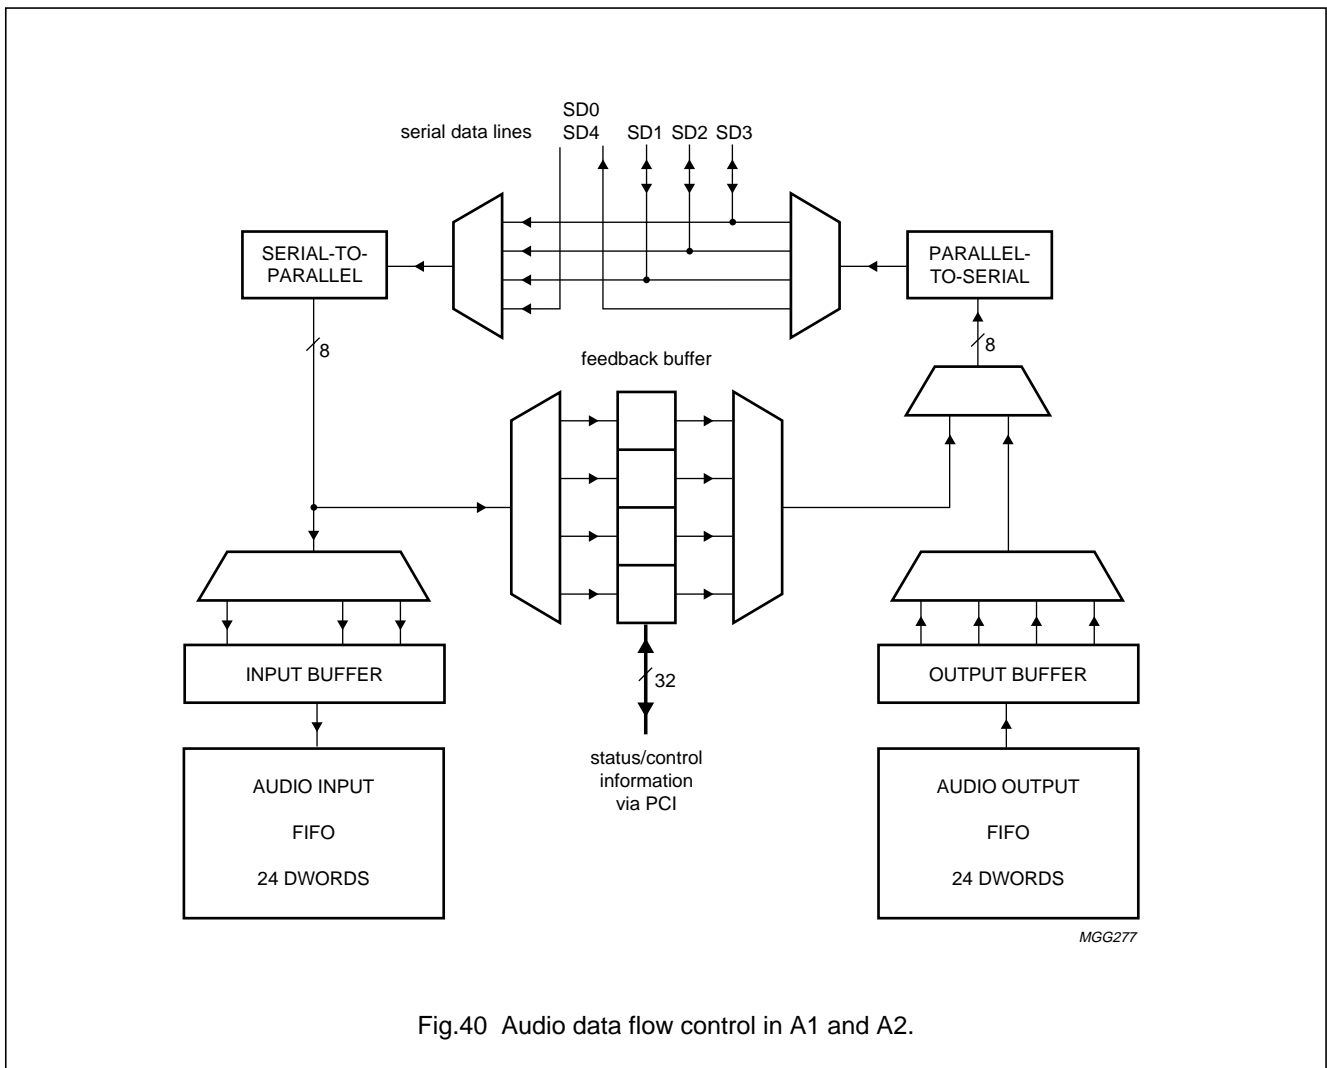 SD0
serial data lines SD4 SD1 SD2 SD3
SERIAL-TO-
PARALLEL
PARALLEL-
TO-SERIAL
8
8
feedback buffer
INPUT BUFFER
32
OUTPUT BUFFER
status/control
information
via PCI
AUDIO INPUT
FIFO
24 DWORDS
AUDIO OUTPUT
FIFO
24 DWORDS
MGG277
Fig.40 Audio data flow control in A1 and A2.